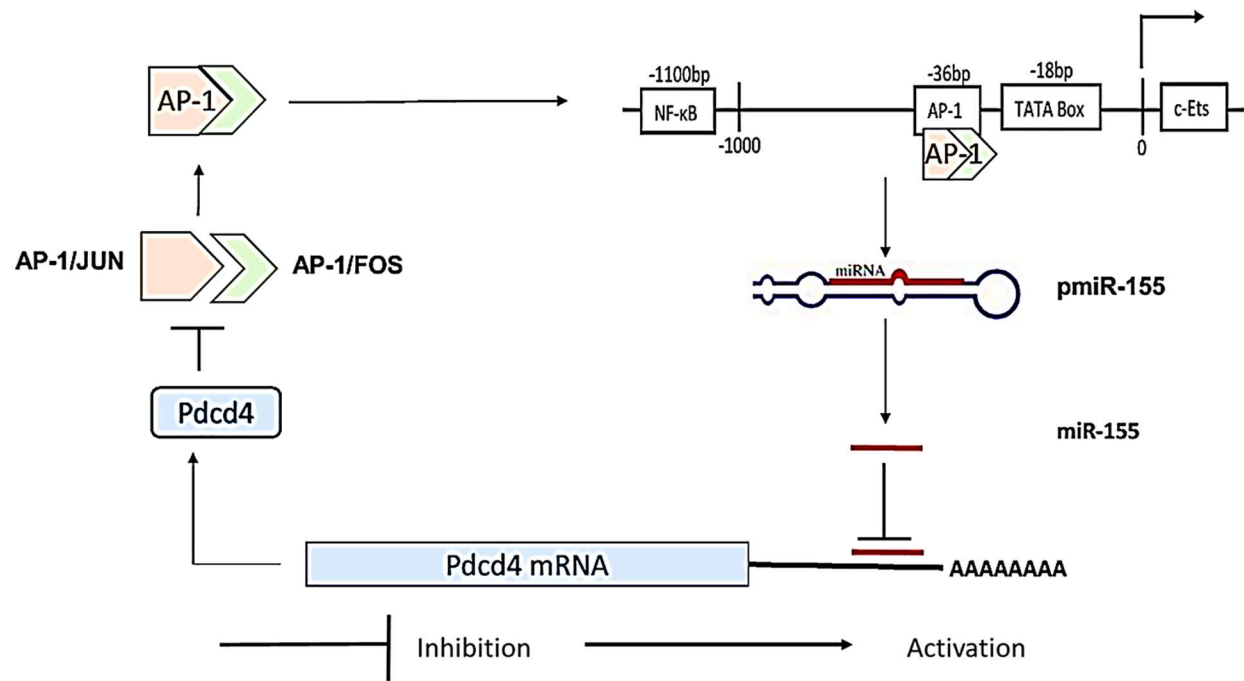 AP-1
-1100bp
-36bp
-18bp
NF-κB
AP-1
TATA Box
c-Ets
-1000
0
AP-1
AP-1/JUN
AP-1/FOS
miRNA
pmiR-155
Pdcd4
miR-155
Pdcd4 mRNA
AAAAAAAA
Inhibition
Activation